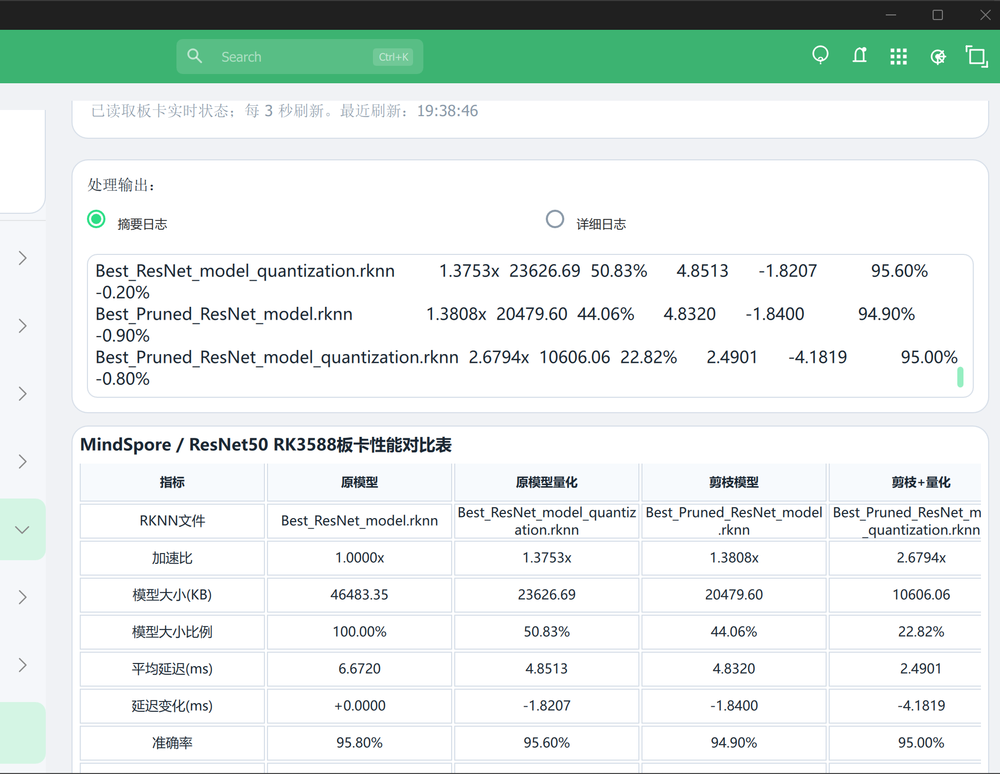 Search Ctrl+K
已读取板卡实时状态；每 3 秒刷新。最近刷新：19:38:46
处理输出：
摘要日志 详细日志
Best_ResNet_model_quantization.rknn 1.3753x 23626.69 50.83% 4.8513 -1.8207 95.60%
-0.20%
Best_Pruned_ResNet_model.rknn 1.3808x 20479.60 44.06% 4.8320 -1.8400 94.90%
-0.90%
Best_Pruned_ResNet_model_quantization.rknn 2.6794x 10606.06 22.82% 2.4901 -4.1819 95.00%
-0.80%
MindSpore / ResNet50 RK3588板卡性能对比表
指标 原模型 原模型量化 剪枝模型 剪枝+量化
RKNN文件 Best_ResNet_model.rknn Best_ResNet_model_quantiz Best_Pruned_ResNet_model Best_Pruned_ResNet_m
ation.rknn .rknn _quantization.rknn
加速比 1.0000x 1.3753x 1.3808x 2.6794x
模型大小(KB) 46483.35 23626.69 20479.60 10606.06
模型大小比例 100.00% 50.83% 44.06% 22.82%
平均延迟(ms) 6.6720 4.8513 4.8320 2.4901
延迟变化(ms) +0.0000 -1.8207 -1.8400 -4.1819
准确率 95.80% 95.60% 94.90% 95.00%